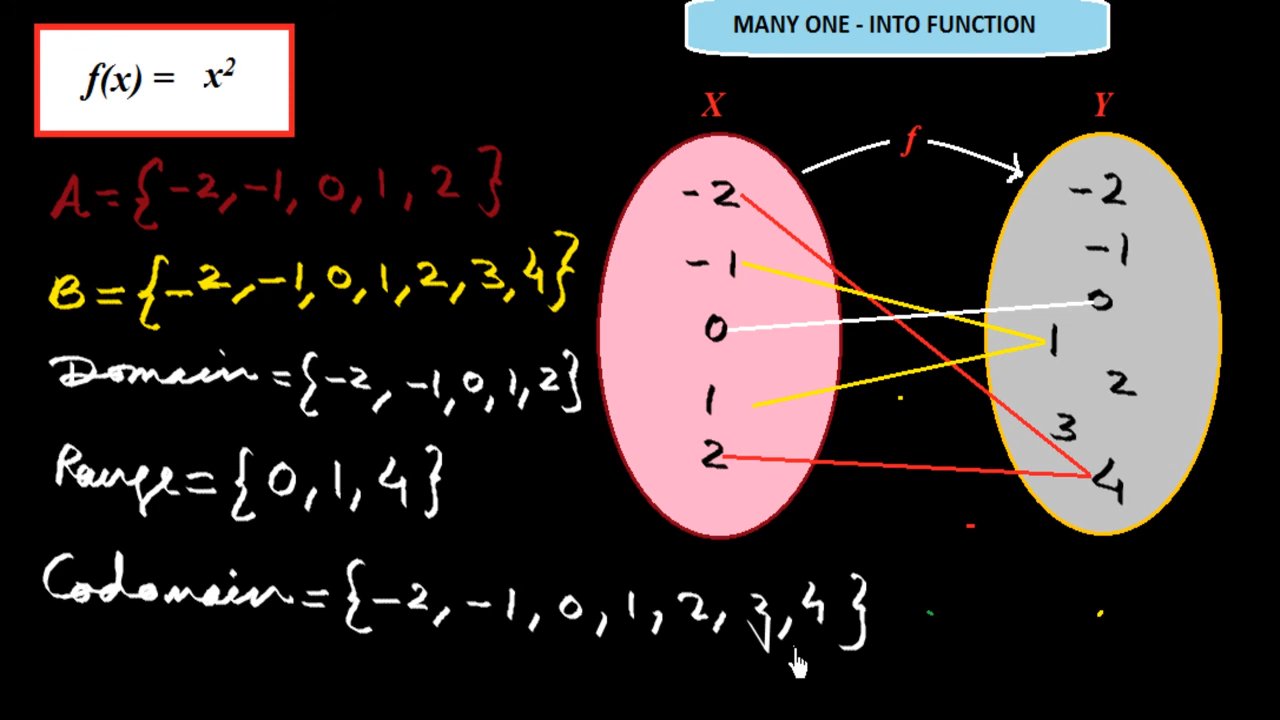 MANY ONE - INTO FUNCTION
f(x) = x²
A = {-2, -1, 0, 1, 2}
B = {-2, -1, 0, 1, 2, 3, 4}
Domain = {-2, -1, 0, 1, 2}
Range = {0, 1, 4}
Codomain = {-2, -1, 0, 1, 2, 3, 4}
X
f
Y
-2
-1
0
1
2
-2
-1
0
1
2
3
4